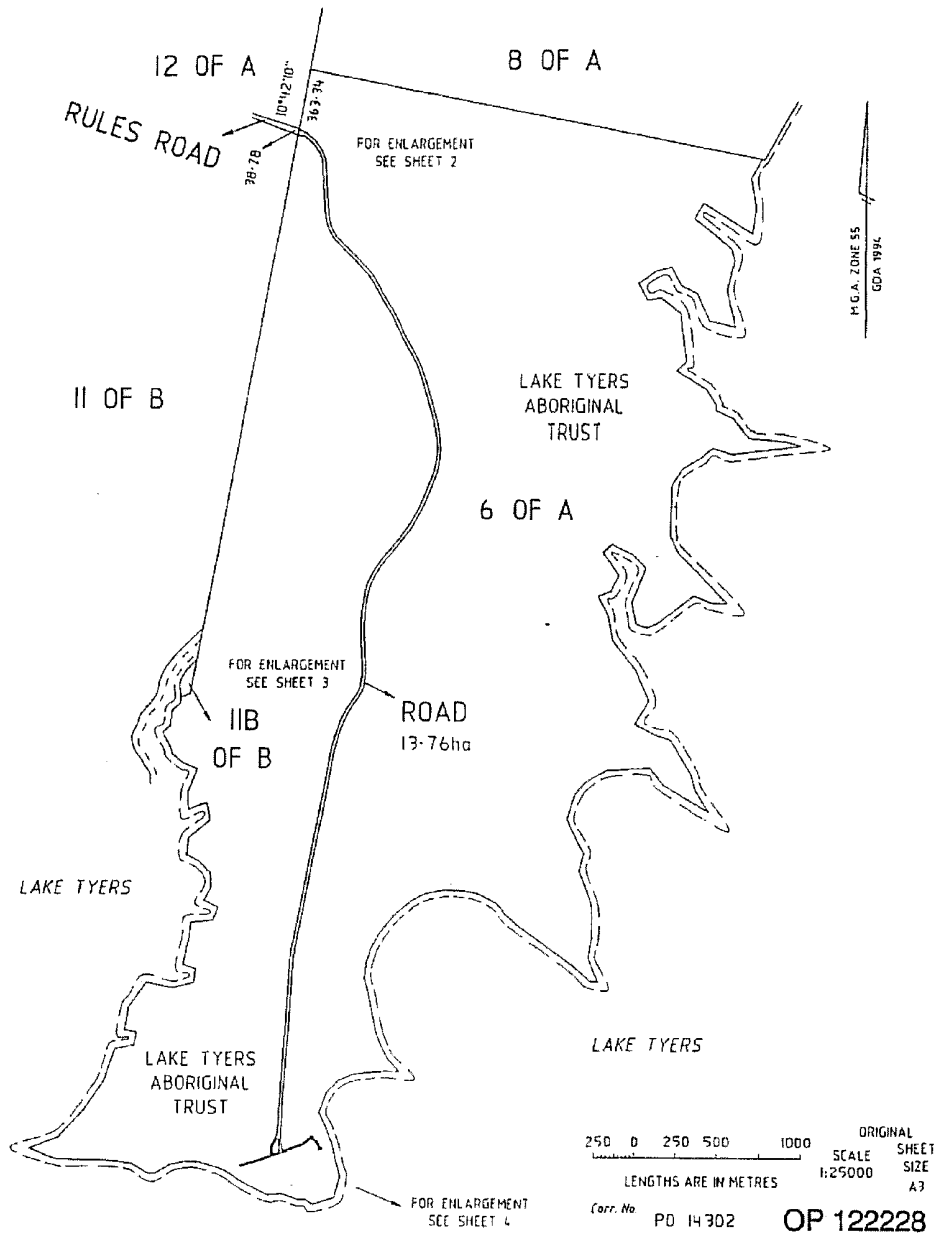 12 OF A
8 OF A
RULES ROAD
10°12'10"
363·34
38·78
FOR ENLARGEMENT
SEE SHEET 2
M.G.A. ZONE 55
GDA 1994
11 OF B
LAKE TYERS
ABORIGINAL
TRUST
6 OF A
FOR ENLARGEMENT
SEE SHEET 3
11B
OF B
ROAD
13·76ha
LAKE TYERS
LAKE TYERS
LAKE TYERS
ABORIGINAL
TRUST
FOR ENLARGEMENT
SEE SHEET 4
250 0 250 500 1000
LENGTHS ARE IN METRES
SCALE
1:25000
ORIGINAL
SHEET
SIZE
A3
Corr. No. PO 14302
OP 122228